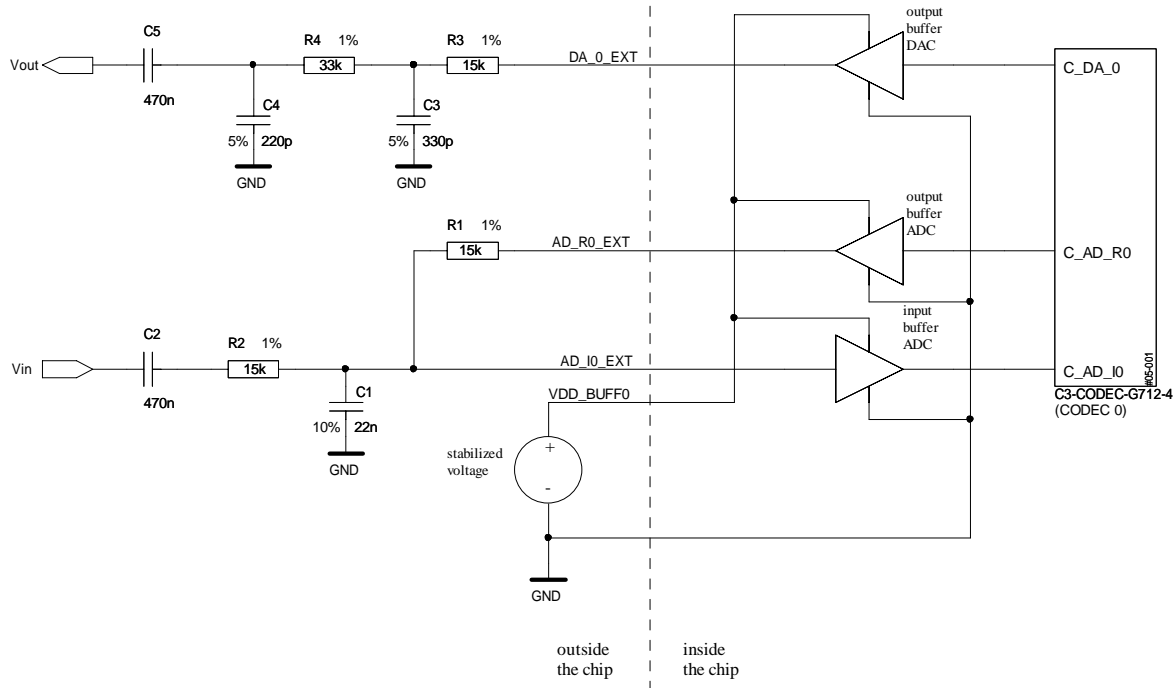 C5
Vout
470n
R4 1%
33k
R3 1%
15k
DA_0_EXT
output
buffer
DAC
C_DA_0
C4
5% 220p
GND
C3
5% 330p
GND
R1 1%
15k
AD_R0_EXT
output
buffer
ADC
C_AD_R0
C2
Vin
470n
R2 1%
15k
AD_I0_EXT
input
buffer
ADC
C_AD_I0
#05-001
C3-CODEC-G712-4
(CODEC 0)
C1
10% 22n
GND
VDD_BUFF0
stabilized
voltage
+
-
GND
outside
the chip
inside
the chip